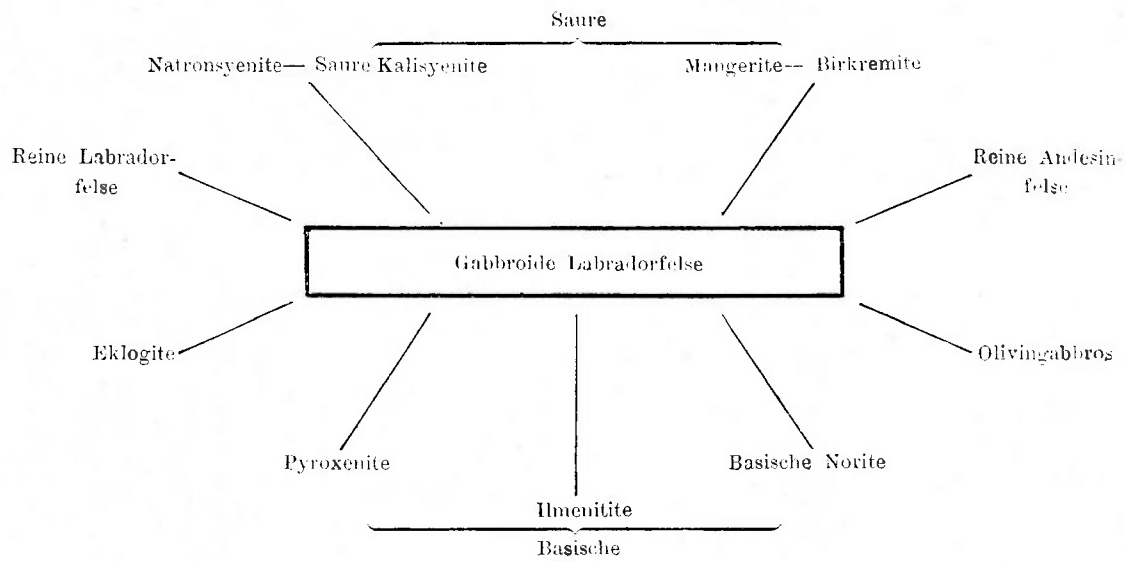 Saure
Natronsyenite— Saure Kalisyenite
Mangerite-- Birkremite
Reine Labrador-
felse
Reine Andesin-
felse
Gabbroide Labradorfelse
Eklogite
Olivingabbros
Pyroxenite
Basische Norite
Ilmenitite
Basische